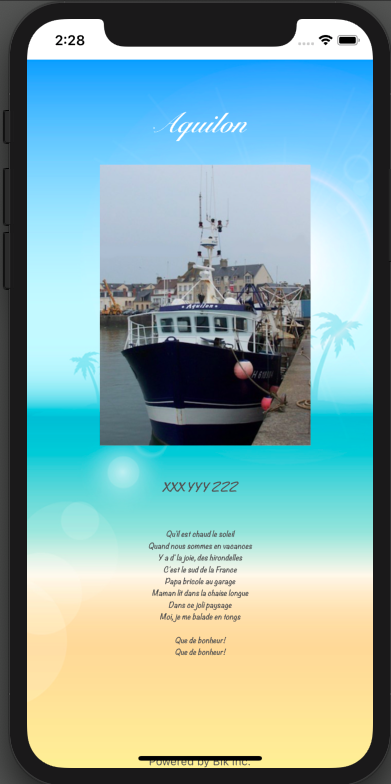 2:28
Aquilon
Aquilon
XXX YYY ZZZ
Qu'il est chaud le soleil
Quand nous sommes en vacances
Y a d' la joie, des hirondelles
C'est le sud de la France
Papa bricole au garage
Maman lit dans la chaise longue
Dans ce joli paysage
Moi, je me balade en tongs
Que de bonheur!
Que de bonheur!
Powered by Bik Inc.